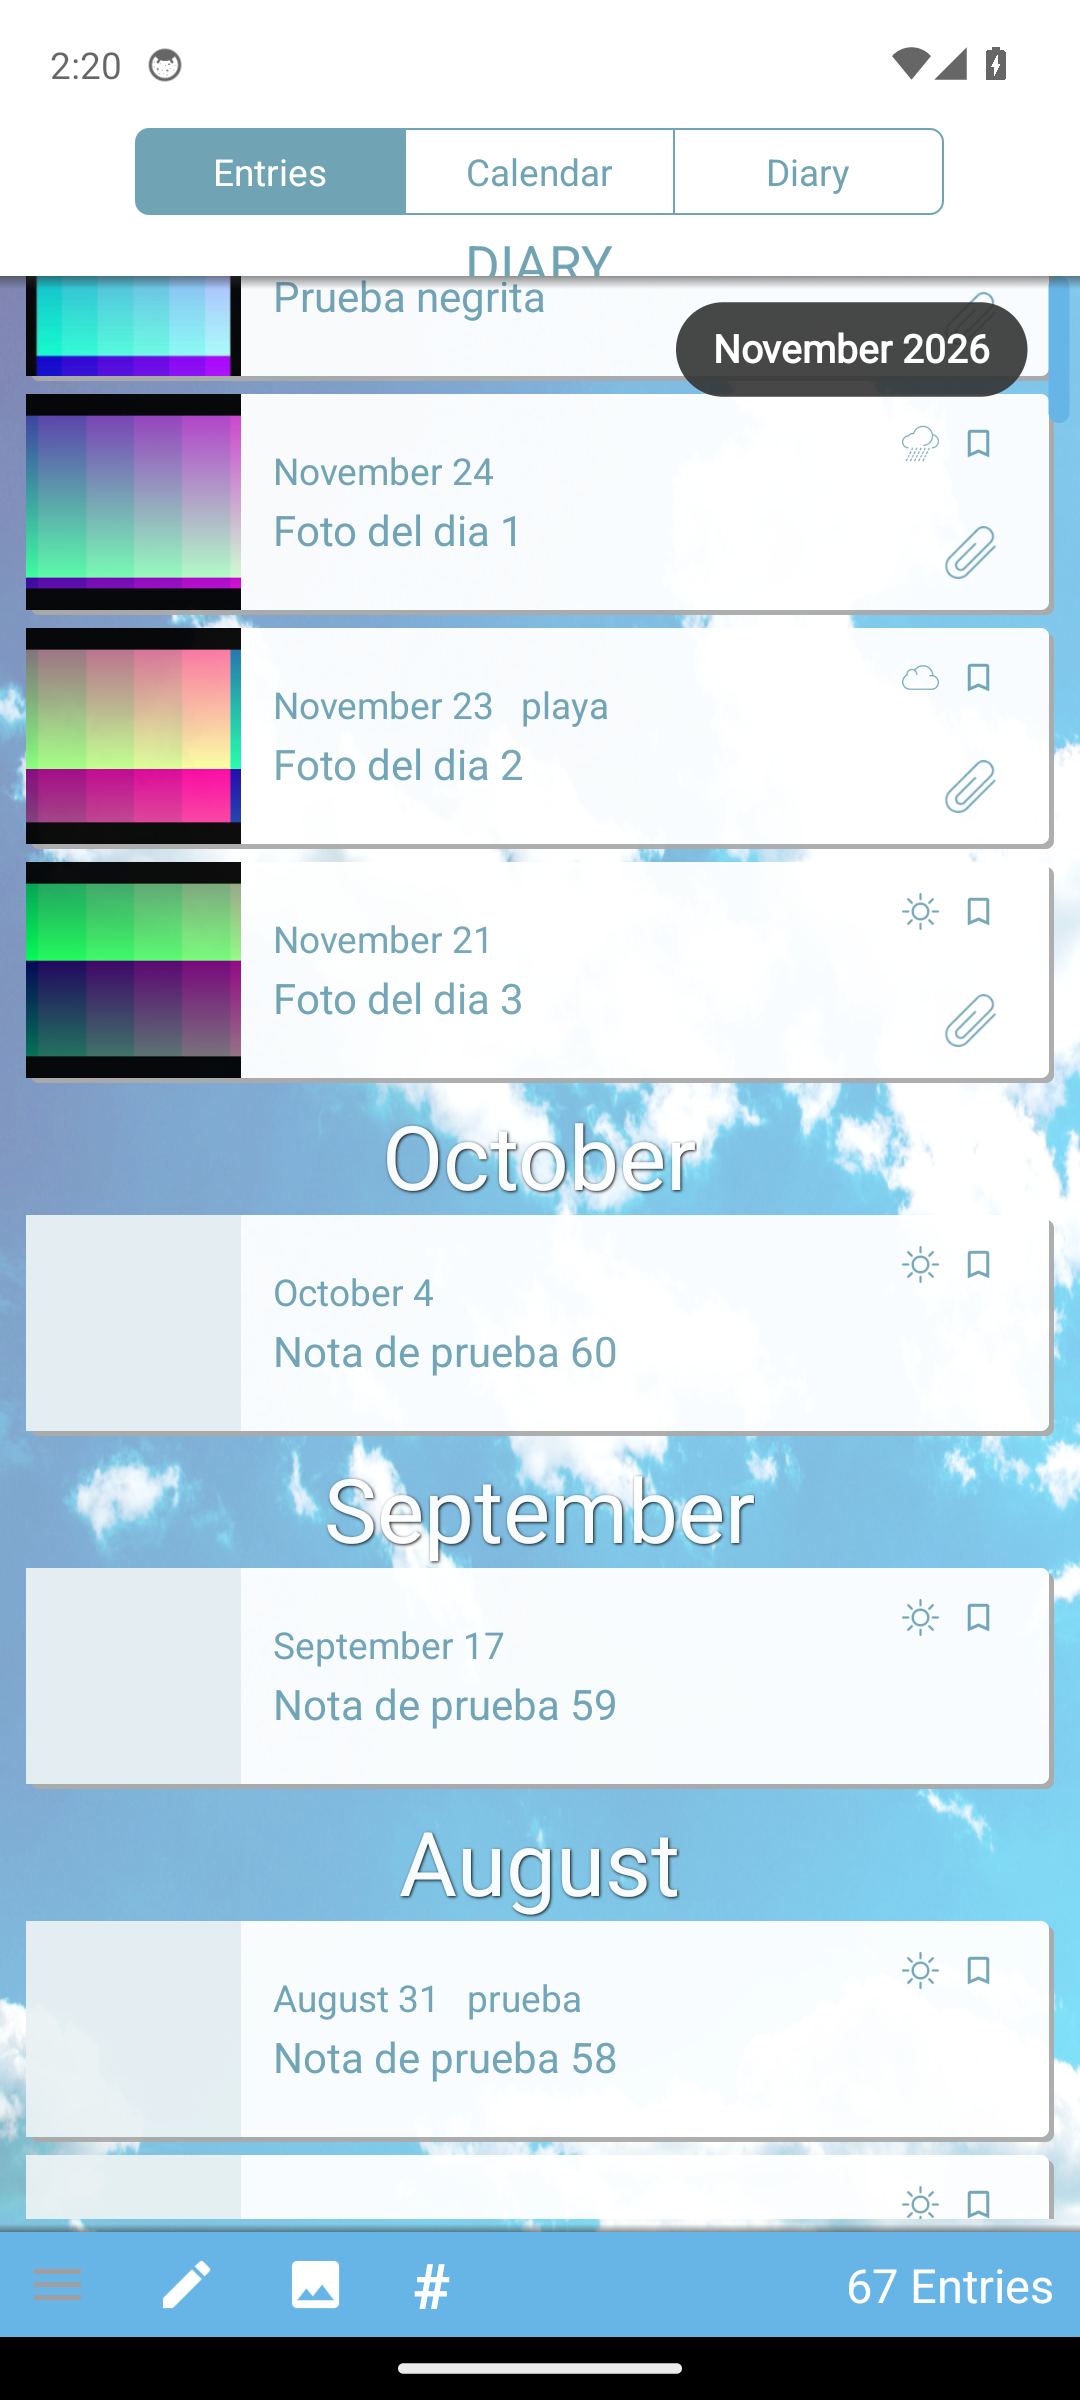 2:20
Entries
Calendar
Diary
DIARY
Prueba negrita
November 2026
November 24
Foto del dia 1
November 23 playa
Foto del dia 2
November 21
Foto del dia 3
October
October 4
Nota de prueba 60
September
September 17
Nota de prueba 59
August
August 31 prueba
Nota de prueba 58
#
67 Entries